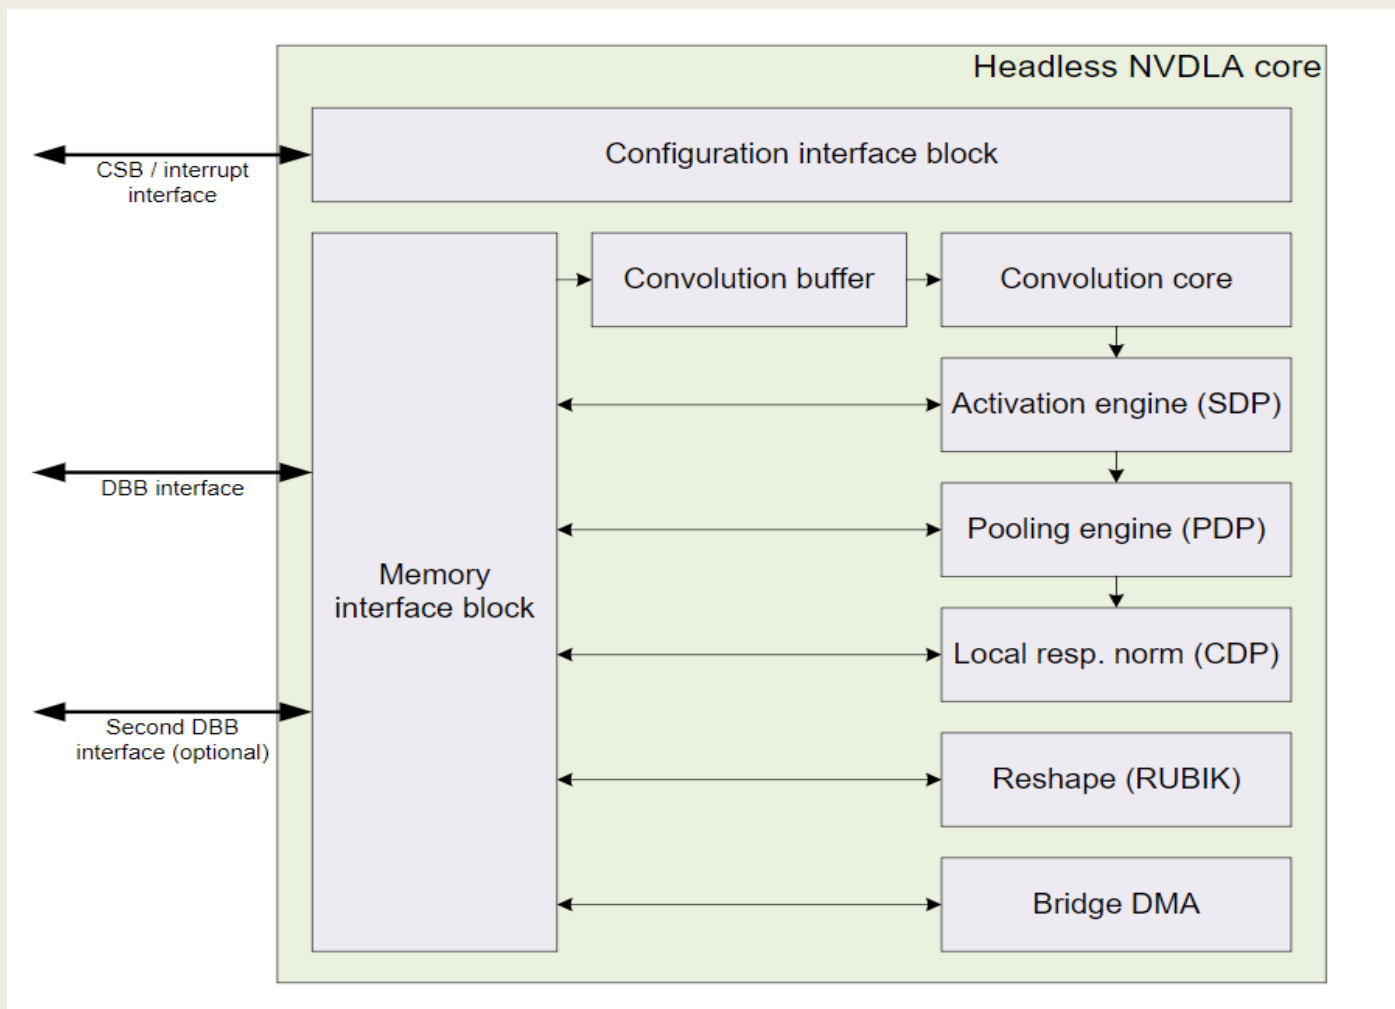 Headless NVDLA core
Configuration interface block
CSB / interrupt
interface
Convolution buffer
Convolution core
Activation engine (SDP)
DBB interface
Pooling engine (PDP)
Memory
interface block
Local resp. norm (CDP)
Second DBB
interface (optional)
Reshape (RUBIK)
Bridge DMA